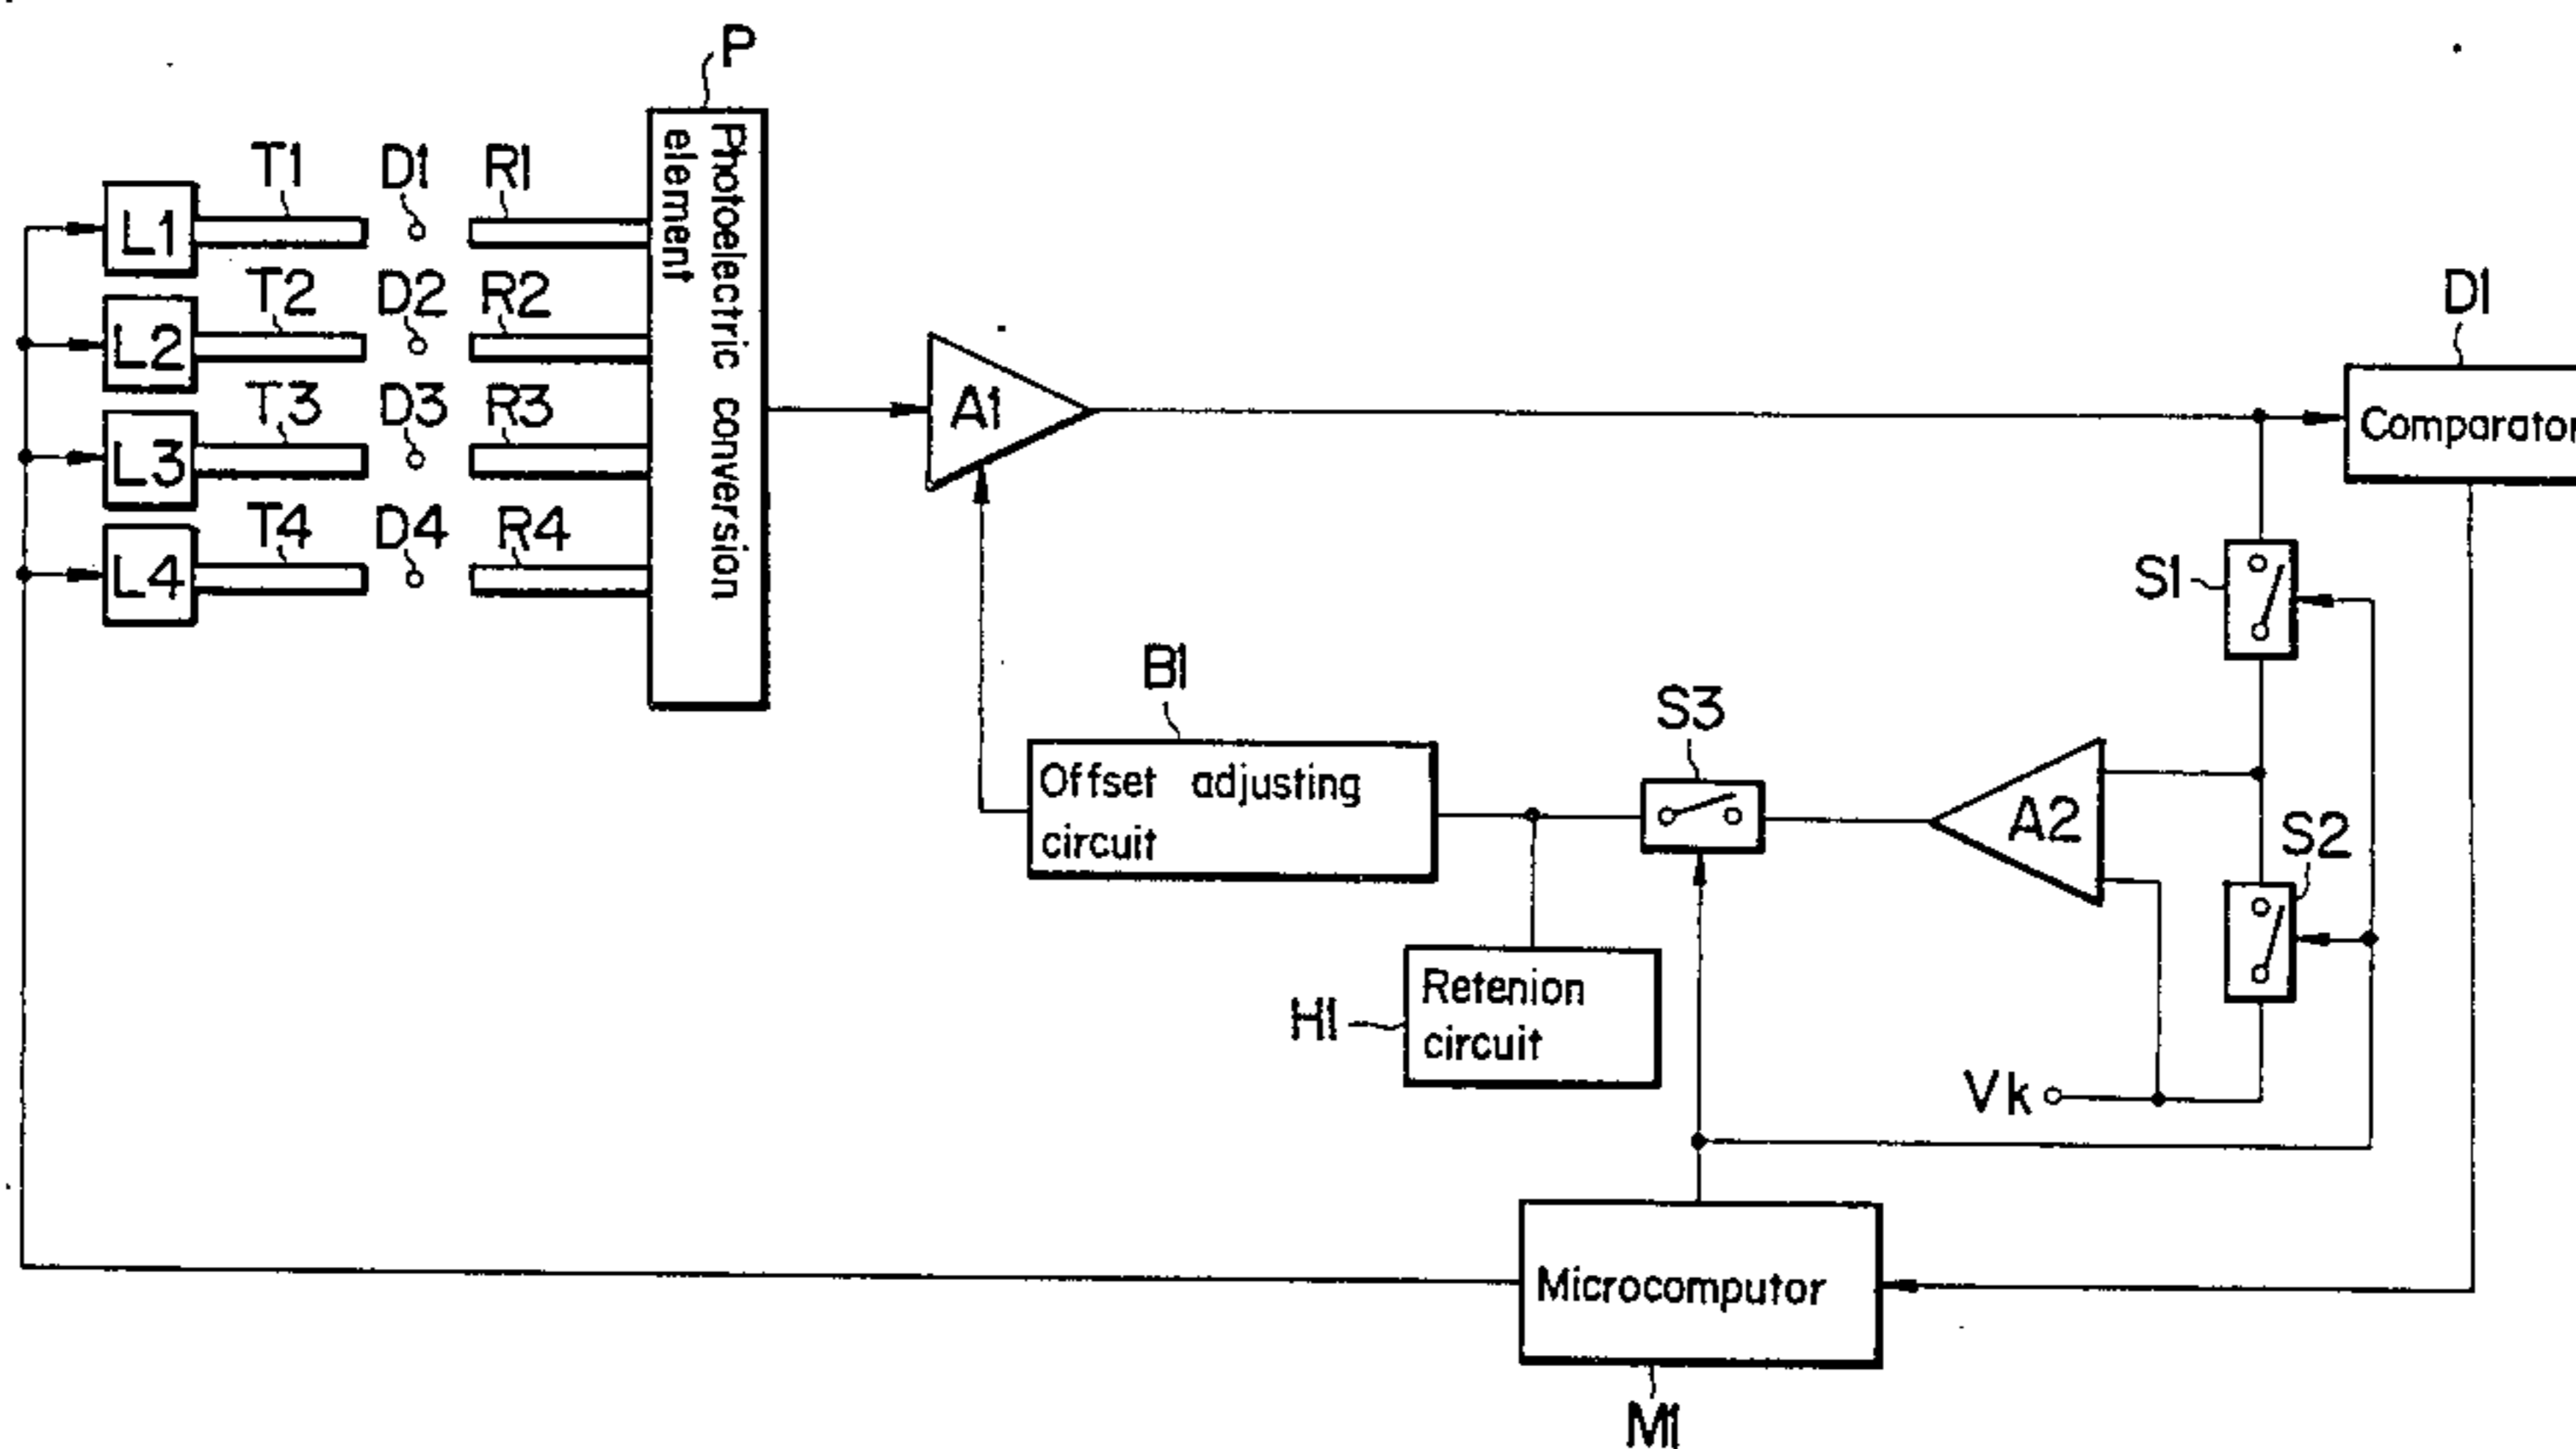 P
Photoelectric conversion
element
T1
D1
R1
L1
T2
D2
R2
L2
T3
D3
R3
L3
T4
D4
R4
L4
A1
D1
Comparator
S1
B1
Offset adjusting
circuit
S3
A2
S2
H1
Retenion
circuit
Vk
Microcomputor
M1